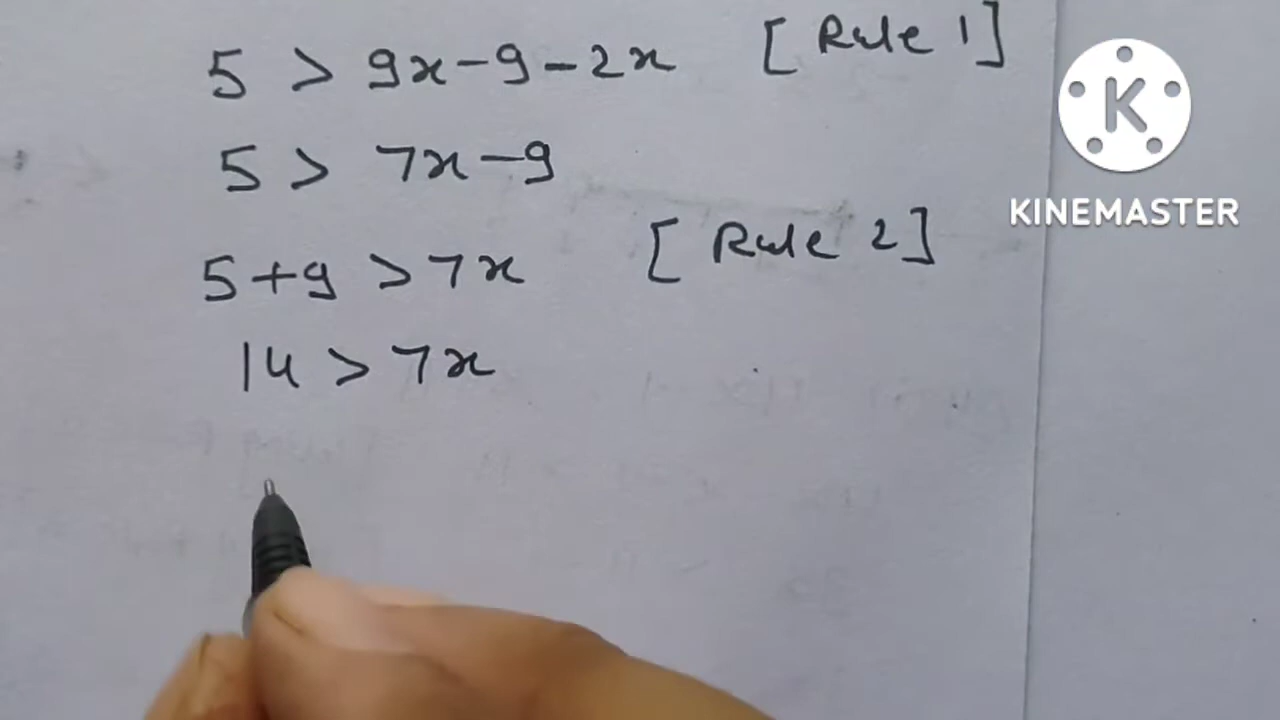 5 > 9x-9-2x [Rule 1]
5 > 7x-9
5+9 > 7x [Rule 2]
14 > 7x
K
KINEMASTER